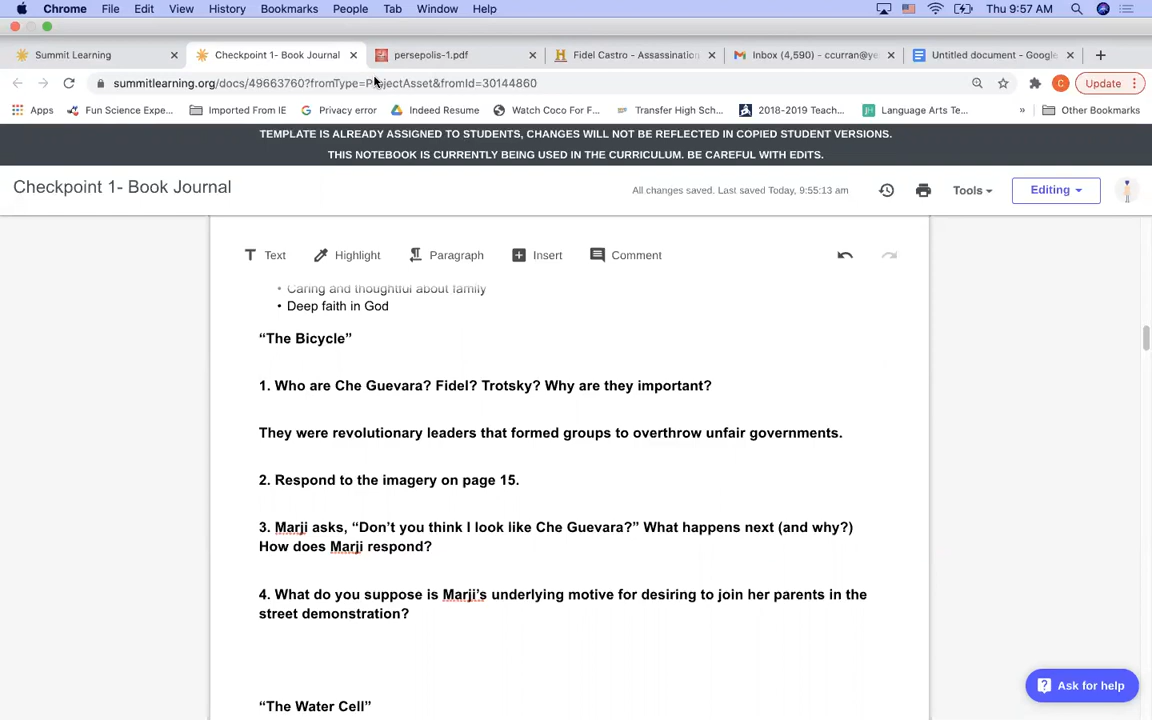 Chrome File Edit View History Bookmarks People Tab Window Help Thu 9:57 AM
Summit Learning Checkpoint 1- Book Journal persepolis-1.pdf Fidel Castro - Assassination Inbox (4,590) - ccurran@ye Untitled document - Google
summitlearning.org/docs/49663760?fromType=ProjectAsset&fromId=30144860 C Update
Apps Fun Science Expe... Imported From IE Privacy error Indeed Resume Watch Coco For F... Transfer High Sch... 2018-2019 Teach... Language Arts Te... » Other Bookmarks
TEMPLATE IS ALREADY ASSIGNED TO STUDENTS, CHANGES WILL NOT BE REFLECTED IN COPIED STUDENT VERSIONS.
THIS NOTEBOOK IS CURRENTLY BEING USED IN THE CURRICULUM. BE CAREFUL WITH EDITS.
Checkpoint 1- Book Journal All changes saved. Last saved Today, 9:55:13 am Tools Editing
Text Highlight Paragraph Insert Comment
• Caring and thoughtful about family
• Deep faith in God
“The Bicycle”
1. Who are Che Guevara? Fidel? Trotsky? Why are they important?
They were revolutionary leaders that formed groups to overthrow unfair governments.
2. Respond to the imagery on page 15.
3. Marji asks, “Don’t you think I look like Che Guevara?” What happens next (and why?)
How does Marji respond?
4. What do you suppose is Marji’s underlying motive for desiring to join her parents in the
street demonstration?
“The Water Cell”
Ask for help